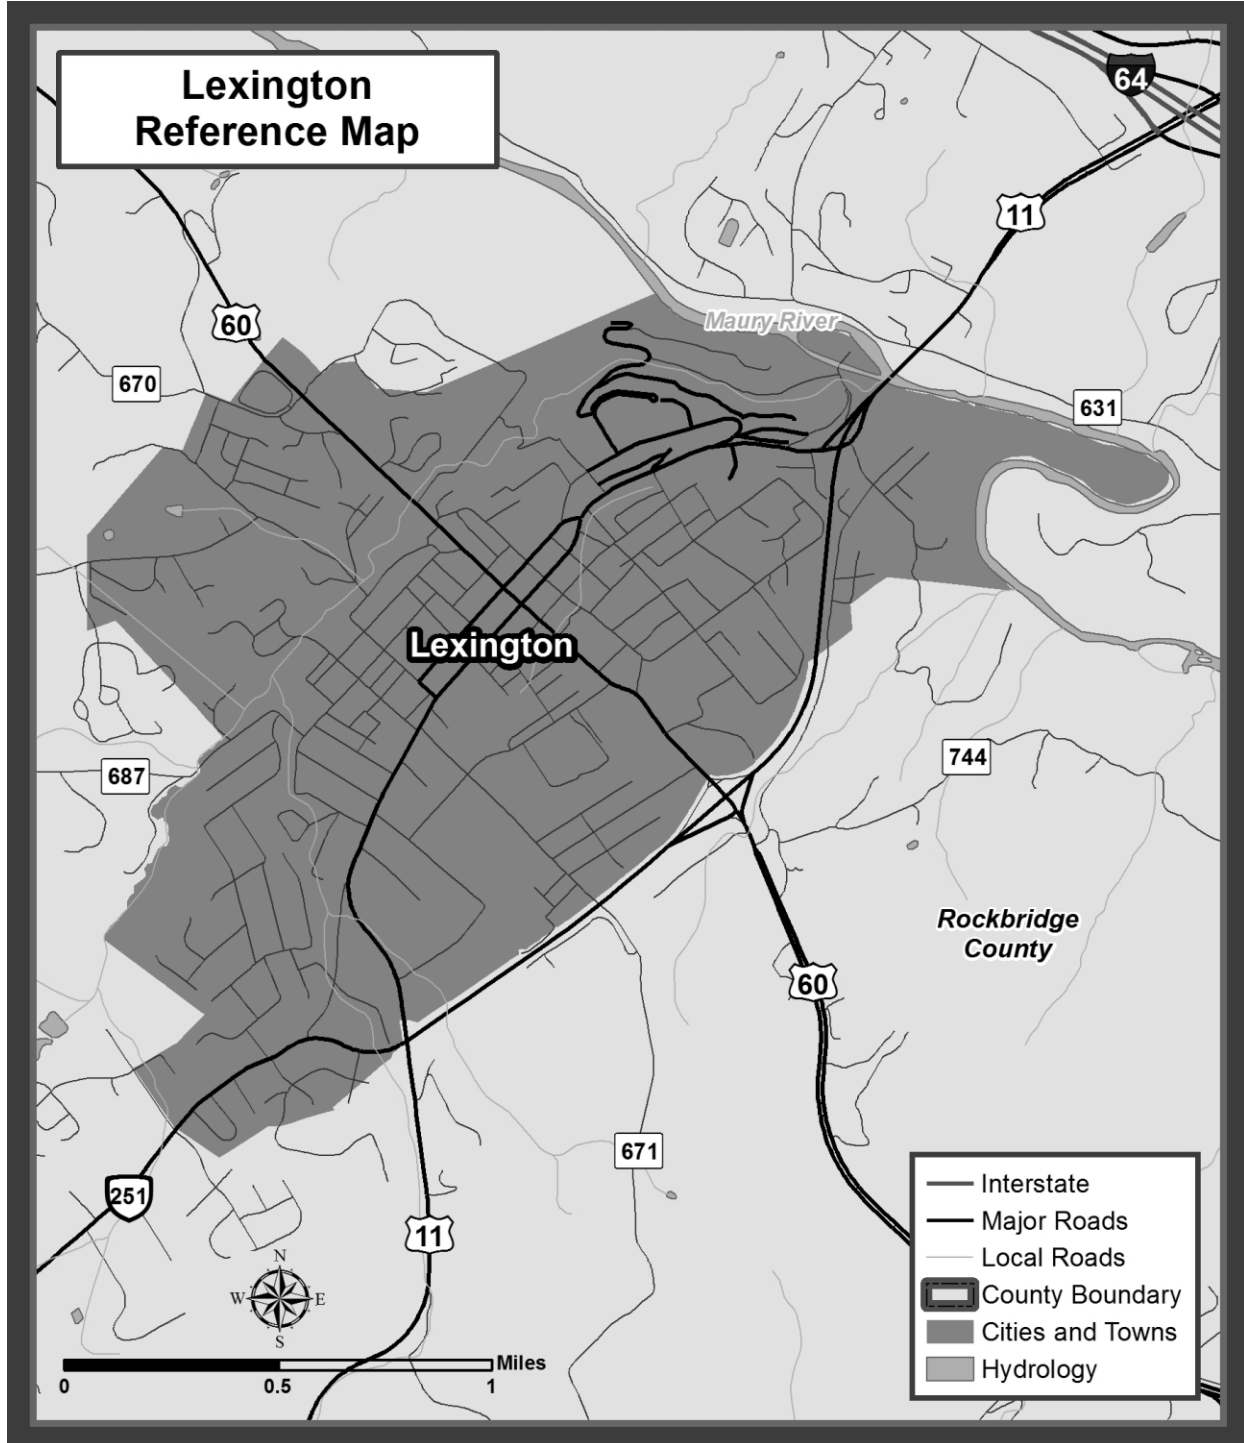 Lexington
Reference Map
64
11
60
Maury River
670
631
Lexington
687
744
Rockbridge
County
60
671
251
11
N
W
E
S
Miles
0
0.5
1
Interstate
Major Roads
Local Roads
County Boundary
Cities and Towns
Hydrology